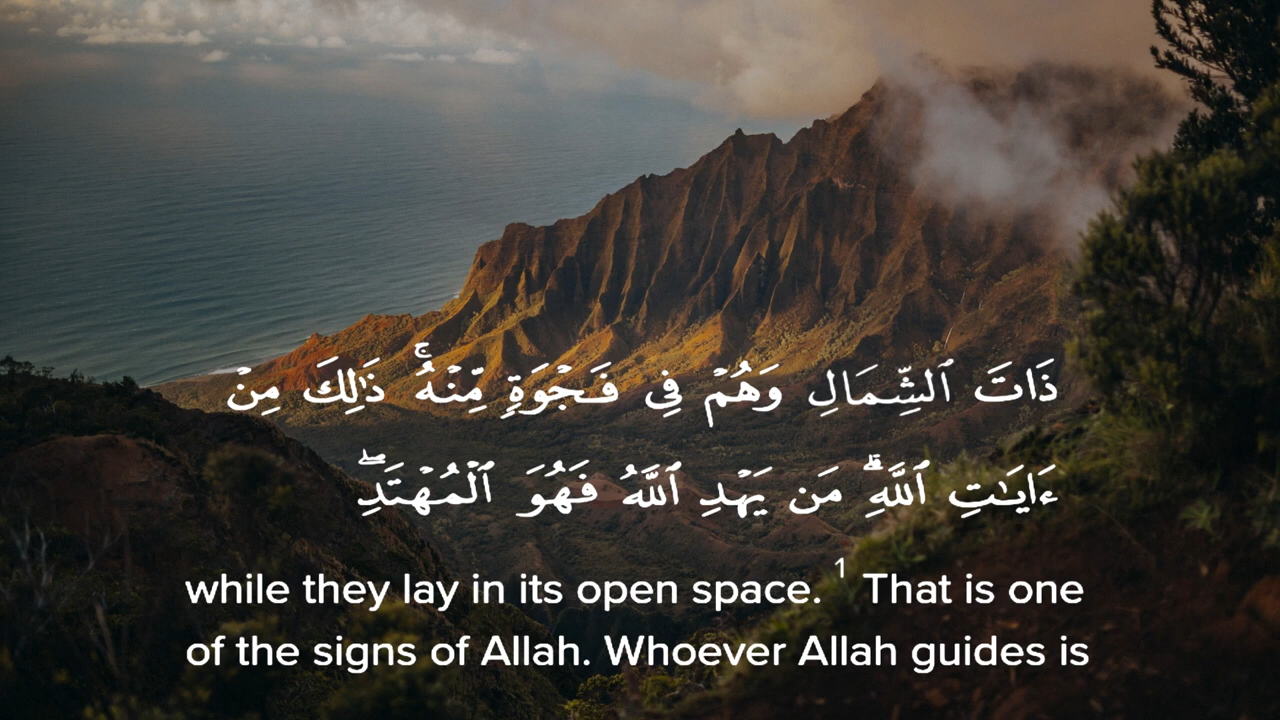 ذَاتَ ٱلشِّمَالِ وَهُمْ فِى فَجْوَةٍ مِّنْهُ ۚ ذَٰلِكَ مِنْ
ءَايَـٰتِ ٱللَّهِ ۗ مَن يَهْدِ ٱللَّهُ فَهُوَ ٱلْمُهْتَدِ ۖ
while they lay in its open space. ¹ That is one
of the signs of Allah. Whoever Allah guides is